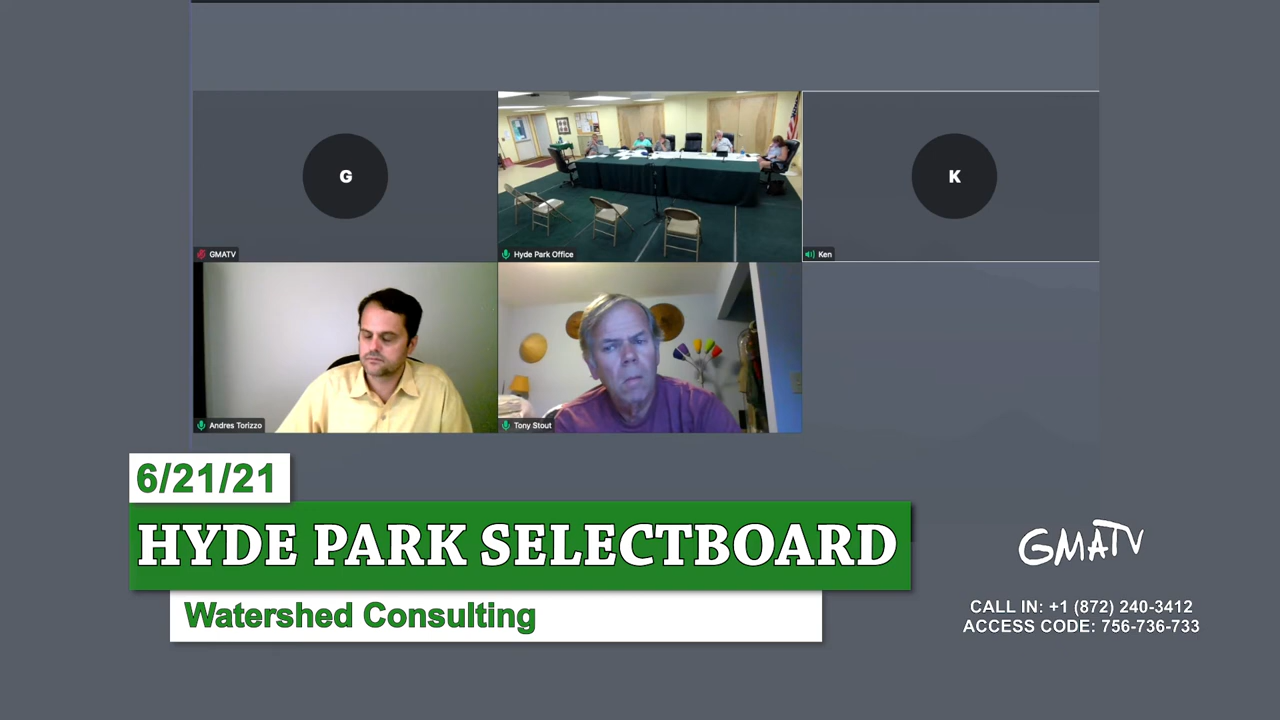 G
K
GMATV
Hyde Park Office
Ken
Andres Torizzo
Tony Stout
6/21/21
HYDE PARK SELECTBOARD
Watershed Consulting
GMATV
CALL IN: +1 (872) 240-3412
ACCESS CODE: 756-736-733